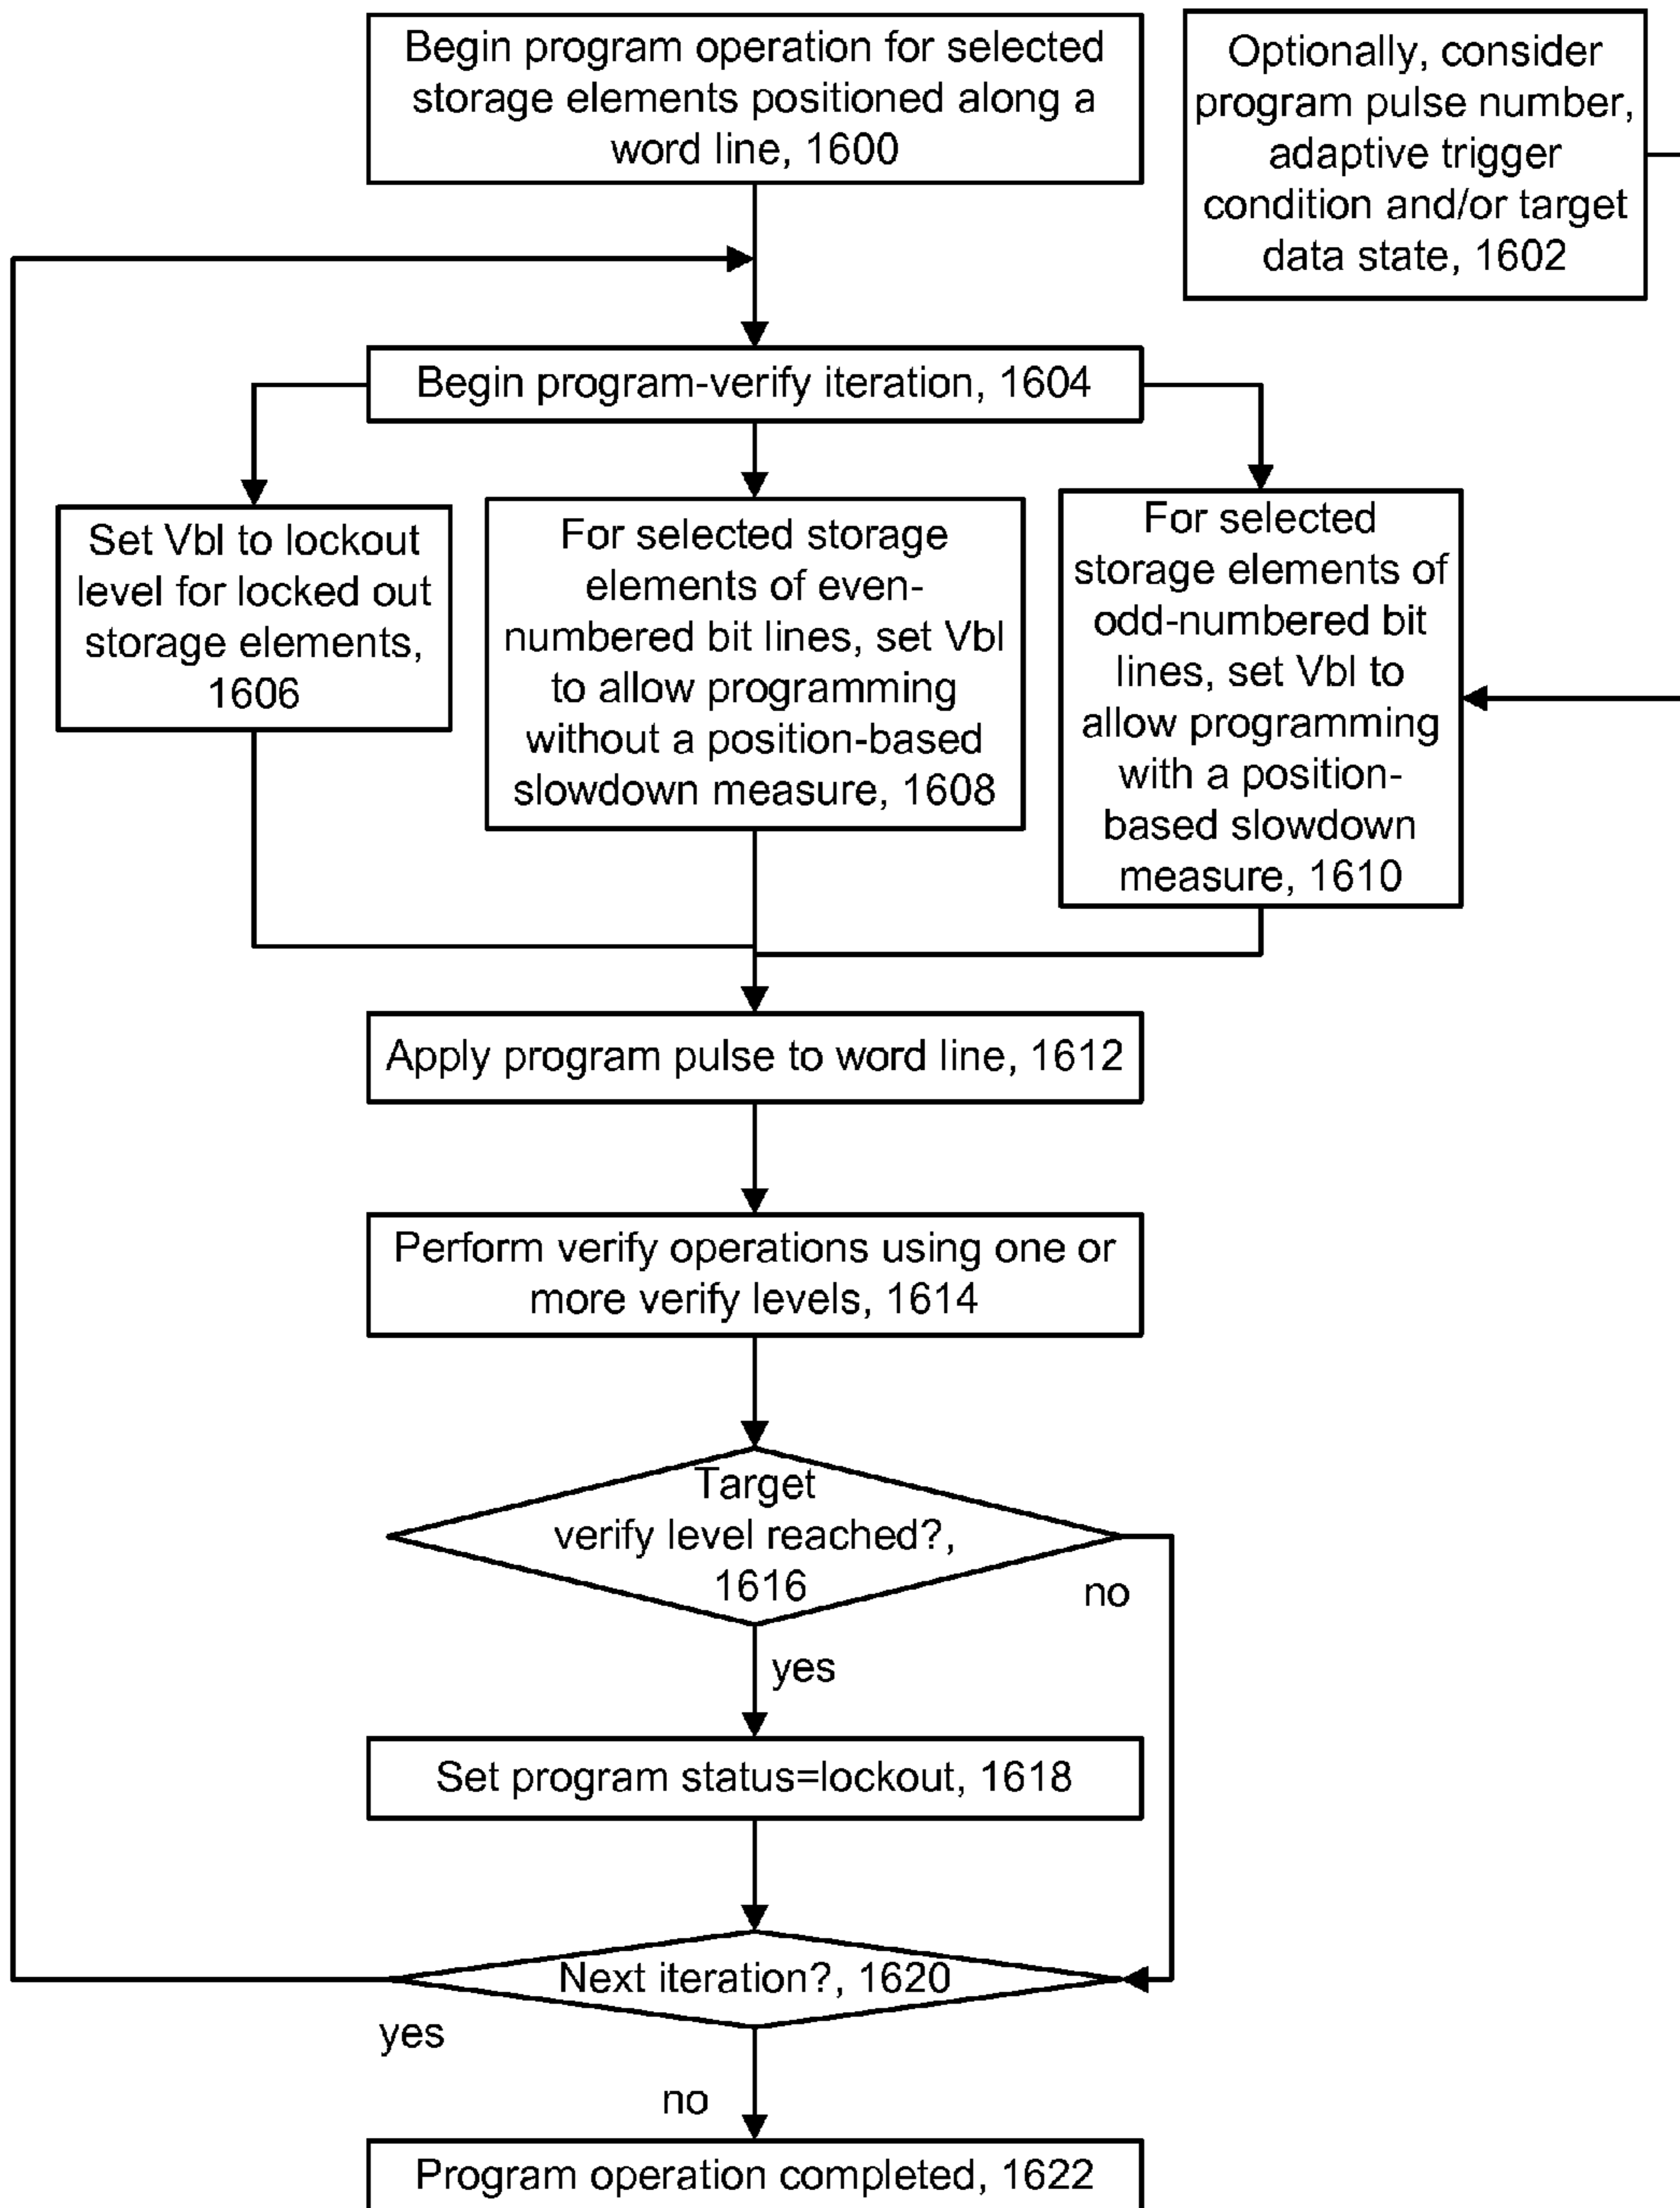 Begin program operation for selected
storage elements positioned along a
word line, 1600
Optionally, consider
program pulse number,
adaptive trigger
condition and/or target
data state, 1602
Begin program-verify iteration, 1604
Set Vbl to lockout
level for locked out
storage elements,
1606
For selected storage
elements of even-
numbered bit lines, set Vbl
to allow programming
without a position-based
slowdown measure, 1608
For selected
storage elements of
odd-numbered bit
lines, set Vbl to
allow programming
with a position-
based slowdown
measure, 1610
Apply program pulse to word line, 1612
Perform verify operations using one or
more verify levels, 1614
Target
verify level reached?,
1616
no
yes
Set program status=lockout, 1618
Next iteration?, 1620
yes
no
Program operation completed, 1622